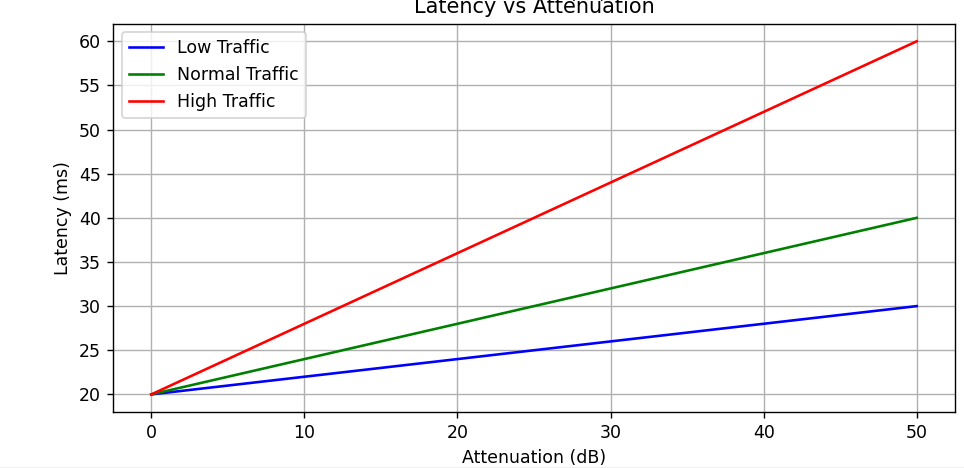 Latency vs Attenuation
Low Traffic
Normal Traffic
High Traffic
60
55
50
45
40
35
30
25
20
Latency (ms)
0 10 20 30 40 50
Attenuation (dB)